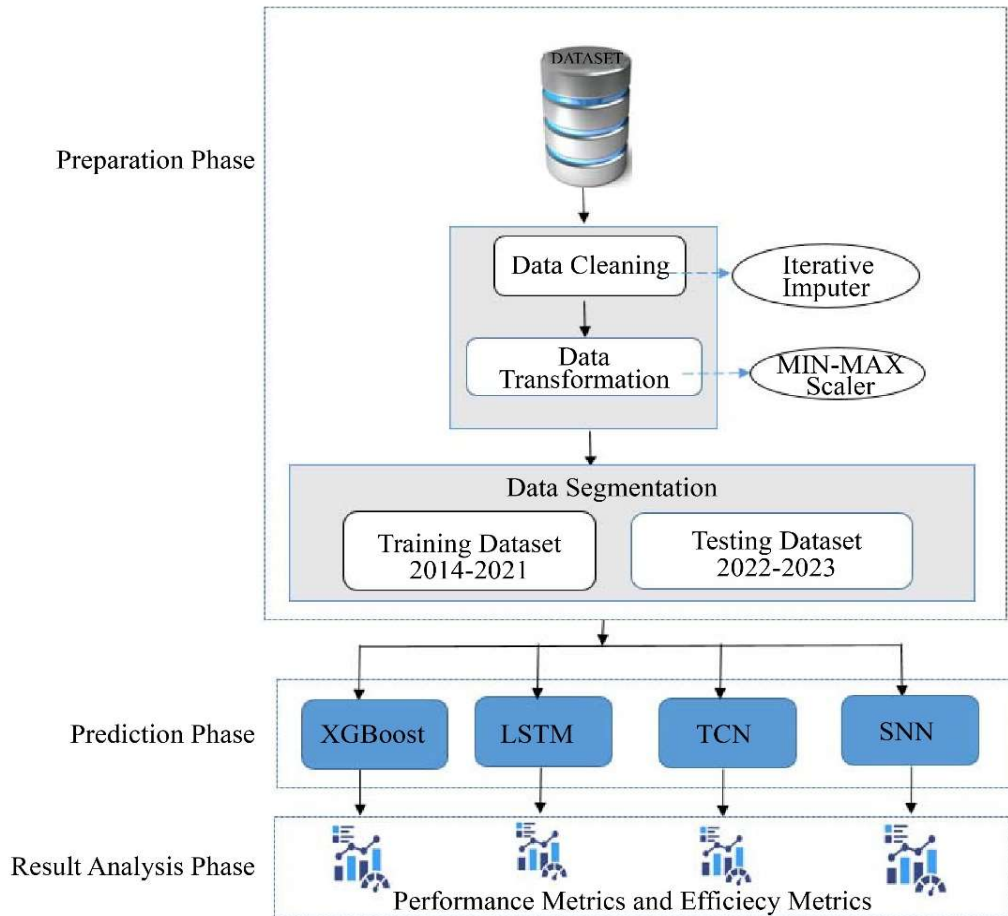 DATASET
Preparation Phase
Data Cleaning
Iterative
Imputer
Data
Transformation
MIN-MAX
Scaler
Data Segmentation
Training Dataset
2014-2021
Testing Dataset
2022-2023
Prediction Phase
XGBoost
LSTM
TCN
SNN
Result Analysis Phase
Performance Metrics and Efficiecy Metrics